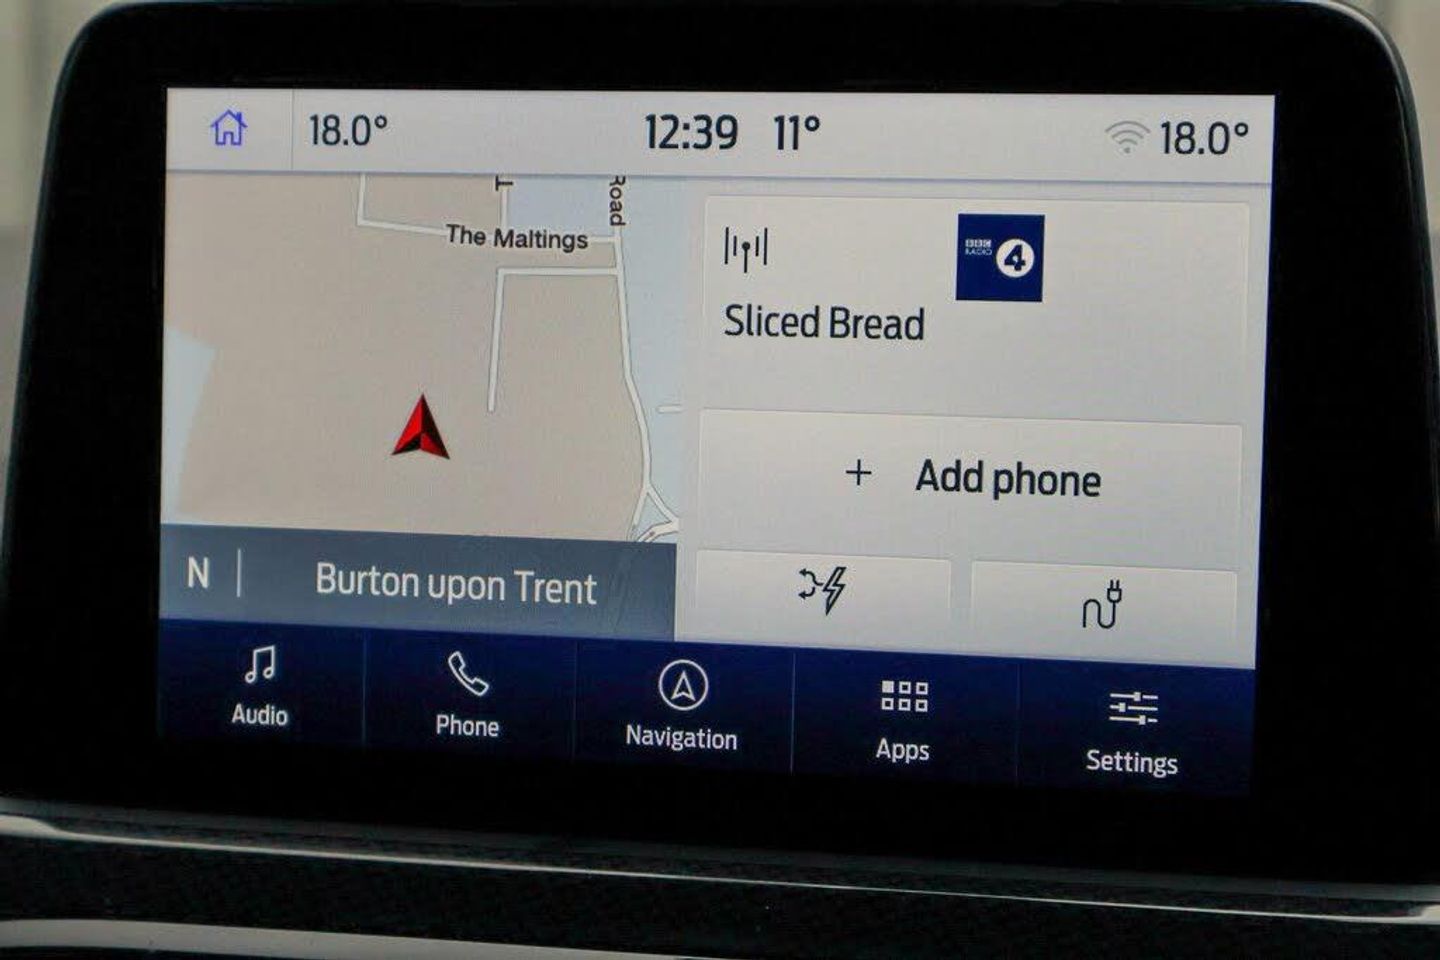 18.0°
12:39 11°
18.0°
T
Road
The Maltings
BBC
RADIO
4
Sliced Bread
+ Add phone
N | Burton upon Trent
Audio
Phone
Navigation
Apps
Settings